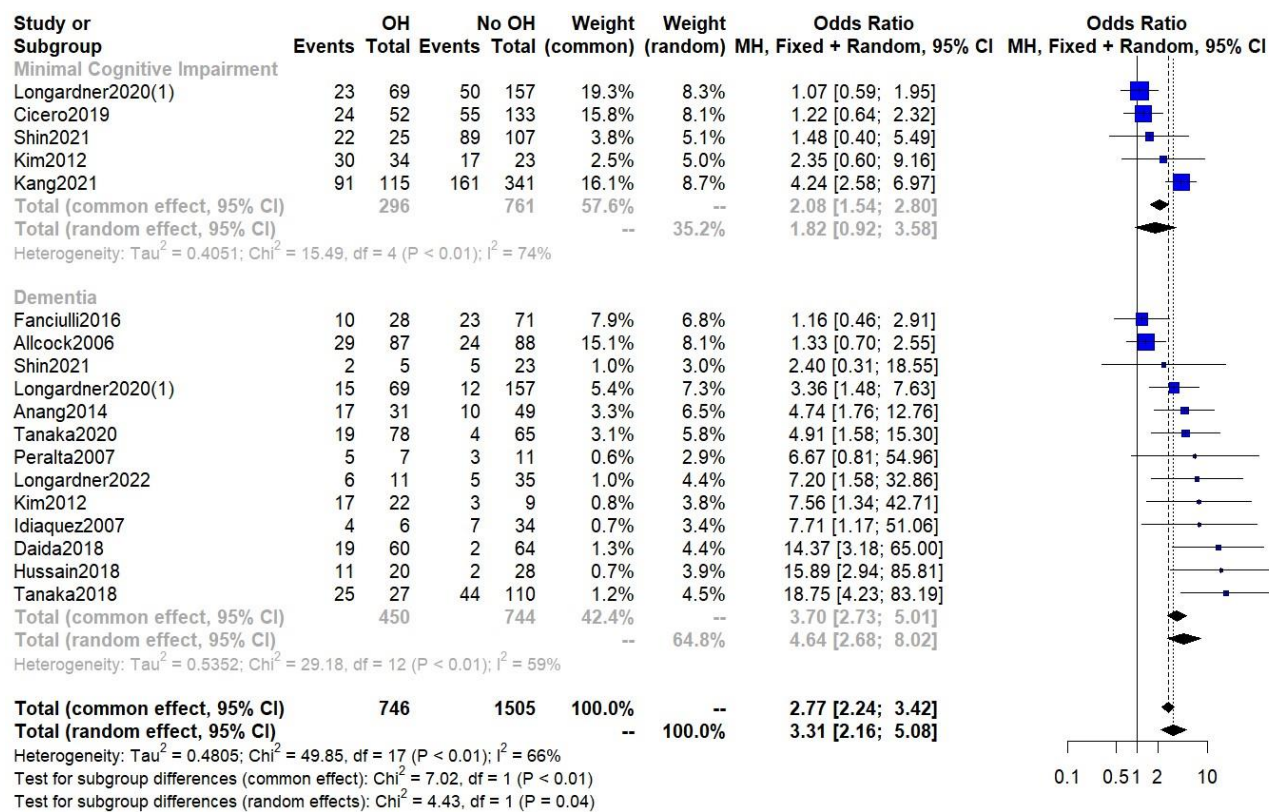 Study or OH No OH Weight Weight Odds Ratio Odds Ratio
Subgroup Events Total Events Total (common) (random) MH, Fixed + Random, 95% CI MH, Fixed + Random, 95% CI
Minimal Cognitive Impairment
Longardner2020(1) 23 69 50 157 19.3% 8.3% 1.07 [0.59; 1.95]
Cicero2019 24 52 55 133 15.8% 8.1% 1.22 [0.64; 2.32]
Shin2021 22 25 89 107 3.8% 5.1% 1.48 [0.40; 5.49]
Kim2012 30 34 17 23 2.5% 5.0% 2.35 [0.60; 9.16]
Kang2021 91 115 161 341 16.1% 8.7% 4.24 [2.58; 6.97]
Total (common effect, 95% CI) 296 761 57.6% -- 2.08 [1.54; 2.80]
Total (random effect, 95% CI) -- 35.2% 1.82 [0.92; 3.58]
Heterogeneity: Tau² = 0.4051; Chi² = 15.49, df = 4 (P < 0.01); I² = 74%
Dementia
Fanciulli2016 10 28 23 71 7.9% 6.8% 1.16 [0.46; 2.91]
Allcock2006 29 87 24 88 15.1% 8.1% 1.33 [0.70; 2.55]
Shin2021 2 5 5 23 1.0% 3.0% 2.40 [0.31; 18.55]
Longardner2020(1) 15 69 12 157 5.4% 7.3% 3.36 [1.48; 7.63]
Anang2014 17 31 10 49 3.3% 6.5% 4.74 [1.76; 12.76]
Tanaka2020 19 78 4 65 3.1% 5.8% 4.91 [1.58; 15.30]
Peralta2007 5 7 3 11 0.6% 2.9% 6.67 [0.81; 54.96]
Longardner2022 6 11 5 35 1.0% 4.4% 7.20 [1.58; 32.86]
Kim2012 17 22 3 9 0.8% 3.8% 7.56 [1.34; 42.71]
Idiaquez2007 4 6 7 34 0.7% 3.4% 7.71 [1.17; 51.06]
Daida2018 19 60 2 64 1.3% 4.4% 14.37 [3.18; 65.00]
Hussain2018 11 20 2 28 0.7% 3.9% 15.89 [2.94; 85.81]
Tanaka2018 25 27 44 110 1.2% 4.5% 18.75 [4.23; 83.19]
Total (common effect, 95% CI) 450 744 42.4% -- 3.70 [2.73; 5.01]
Total (random effect, 95% CI) -- 64.8% 4.64 [2.68; 8.02]
Heterogeneity: Tau² = 0.5352; Chi² = 29.18, df = 12 (P < 0.01); I² = 59%
Total (common effect, 95% CI) 746 1505 100.0% -- 2.77 [2.24; 3.42]
Total (random effect, 95% CI) -- 100.0% 3.31 [2.16; 5.08]
Heterogeneity: Tau² = 0.4805; Chi² = 49.85, df = 17 (P < 0.01); I² = 66%
Test for subgroup differences (common effect): Chi² = 7.02, df = 1 (P < 0.01)
Test for subgroup differences (random effects): Chi² = 4.43, df = 1 (P = 0.04)
0.1 0.5 1 2 10